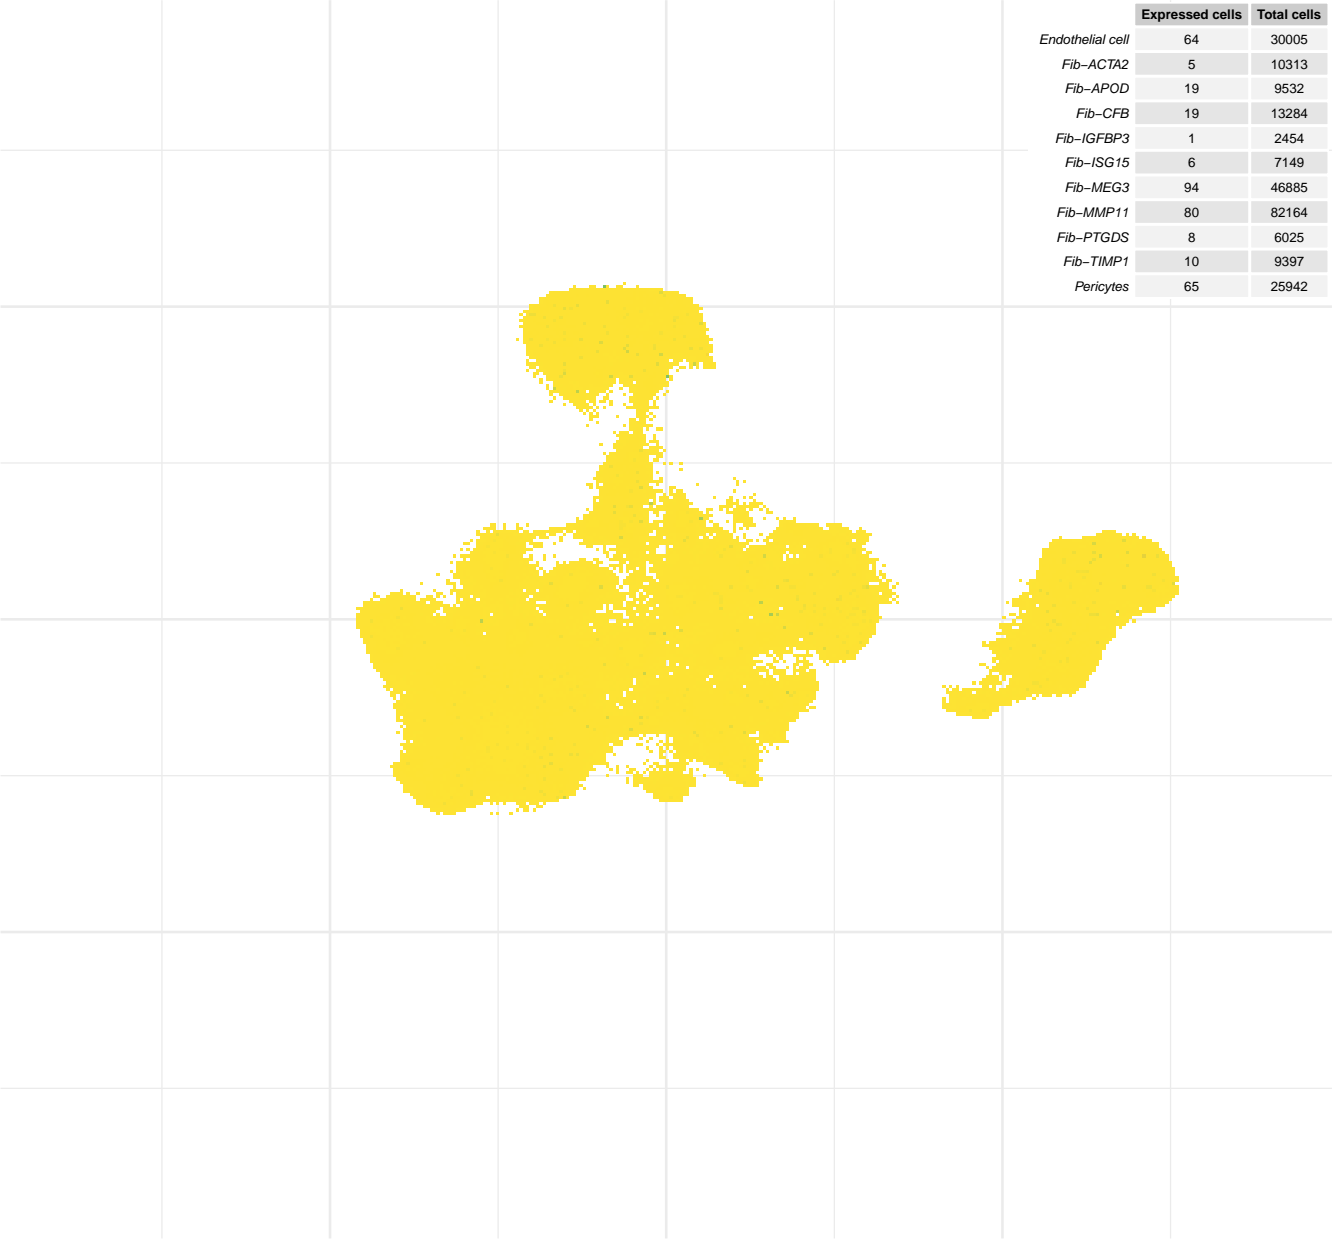 Expressed cells Total cells
Endothelial cell 64 30005
Fib−ACTA2 5 10313
Fib−APOD 19 9532
Fib−CFB 19 13284
Fib−IGFBP3 1 2454
Fib−ISG15 6 7149
Fib−MEG3 94 46885
Fib−MMP11 80 82164
Fib−PTGDS 8 6025
Fib−TIMP1 10 9397
Pericytes 65 25942